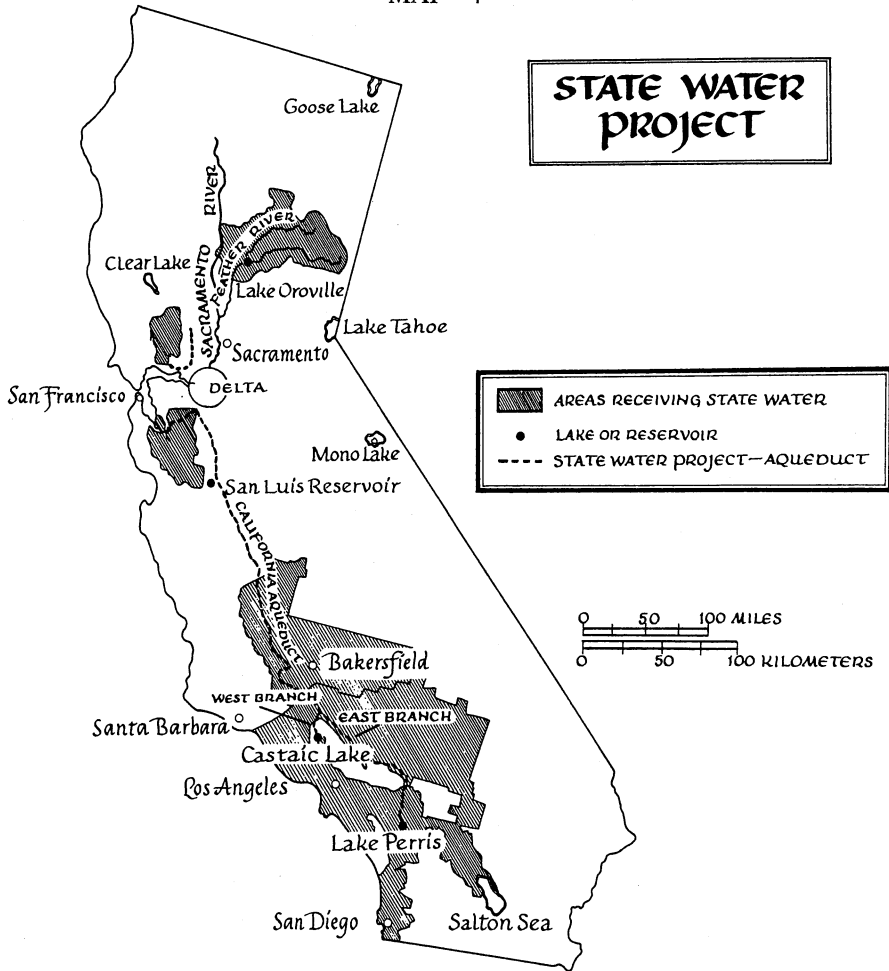 MAP 4
STATE WATER
PROJECT
Goose Lake
SACRAMENTO RIVER
FEATHER RIVER
Clear Lake
Lake Oroville
Lake Tahoe
Sacramento
DELTA
San Francisco
AREAS RECEIVING STATE WATER
LAKE OR RESERVOIR
STATE WATER PROJECT—AQUEDUCT
Mono Lake
San Luis Reservoir
CALIFORNIA AQUEDUCT
0 50 100 MILES
0 50 100 KILOMETERS
Bakersfield
WEST BRANCH
EAST BRANCH
Santa Barbara
Castaic Lake
Los Angeles
Lake Perris
San Diego
Salton Sea